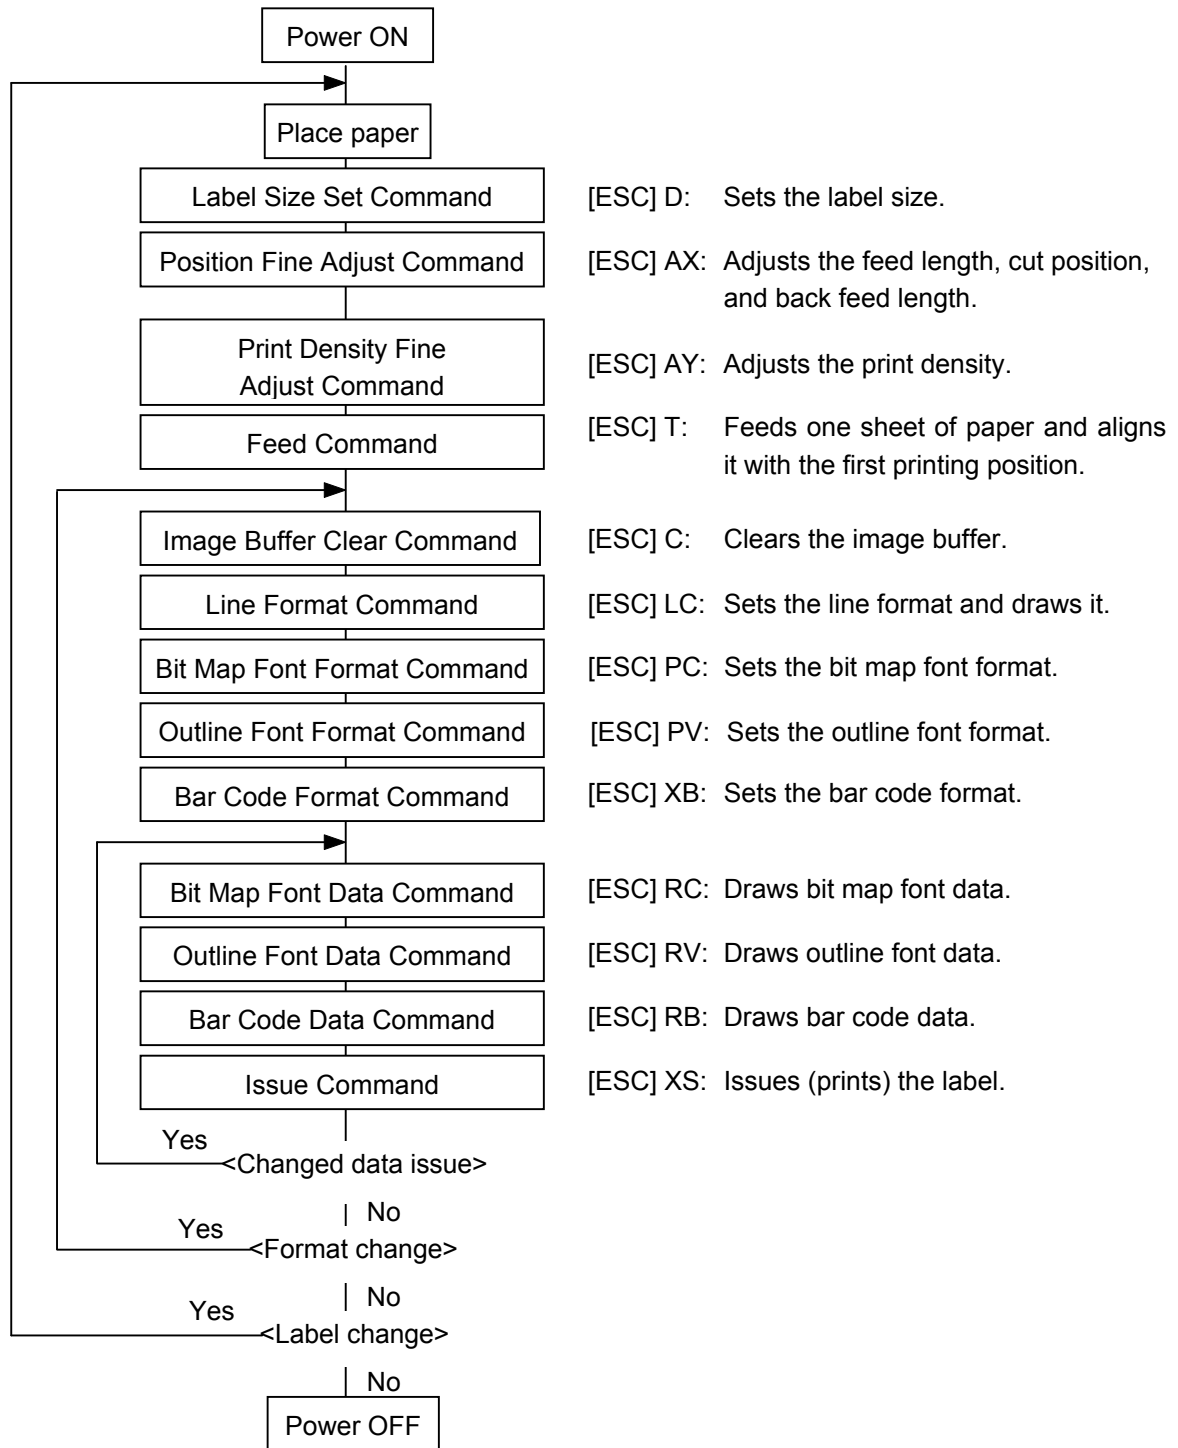 Power ON
Place paper
Label Size Set Command [ESC] D: Sets the label size.
Position Fine Adjust Command [ESC] AX: Adjusts the feed length, cut position,
and back feed length.
Print Density Fine
Adjust Command [ESC] AY: Adjusts the print density.
Feed Command [ESC] T: Feeds one sheet of paper and aligns
it with the first printing position.
Image Buffer Clear Command [ESC] C: Clears the image buffer.
Line Format Command [ESC] LC: Sets the line format and draws it.
Bit Map Font Format Command [ESC] PC: Sets the bit map font format.
Outline Font Format Command [ESC] PV: Sets the outline font format.
Bar Code Format Command [ESC] XB: Sets the bar code format.
Bit Map Font Data Command [ESC] RC: Draws bit map font data.
Outline Font Data Command [ESC] RV: Draws outline font data.
Bar Code Data Command [ESC] RB: Draws bar code data.
Issue Command [ESC] XS: Issues (prints) the label.
Yes
<Changed data issue>
No
Yes
<Format change>
No
Yes
<Label change>
No
Power OFF